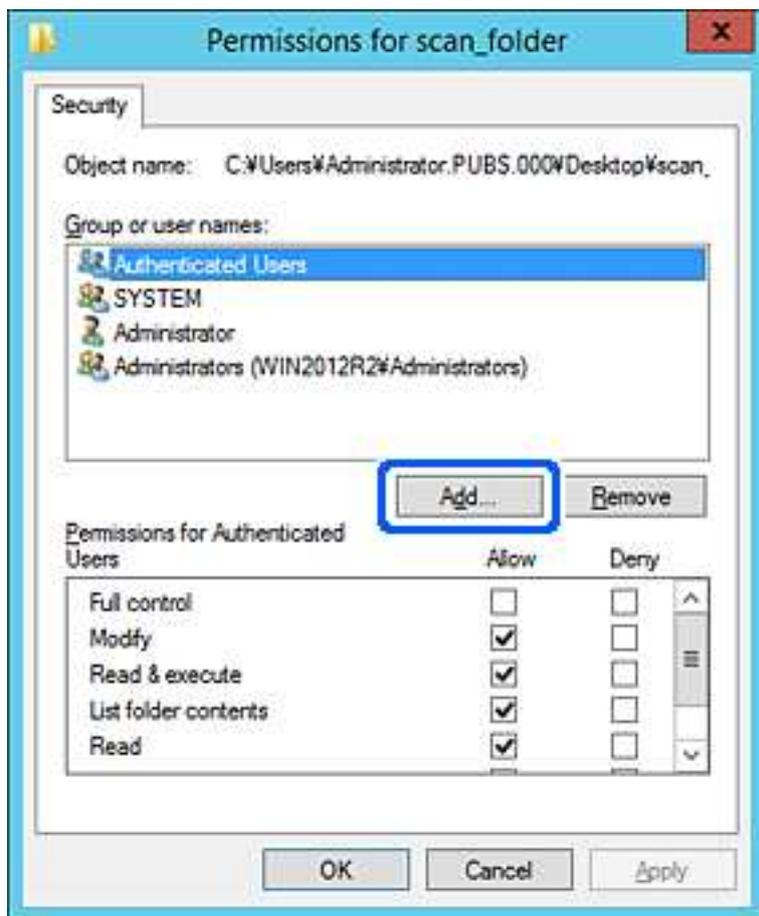 Permissions for scan_folder
Security
Object name: C:¥Users¥Administrator.PUBS.000¥Desktop¥scan_
Group or user names:
Authenticated Users
SYSTEM
Administrator
Administrators (WIN2012R2¥Administrators)
Add... Remove
Permissions for Authenticated
Users Allow Deny
Full control
Modify
Read & execute
List folder contents
Read
OK Cancel Apply